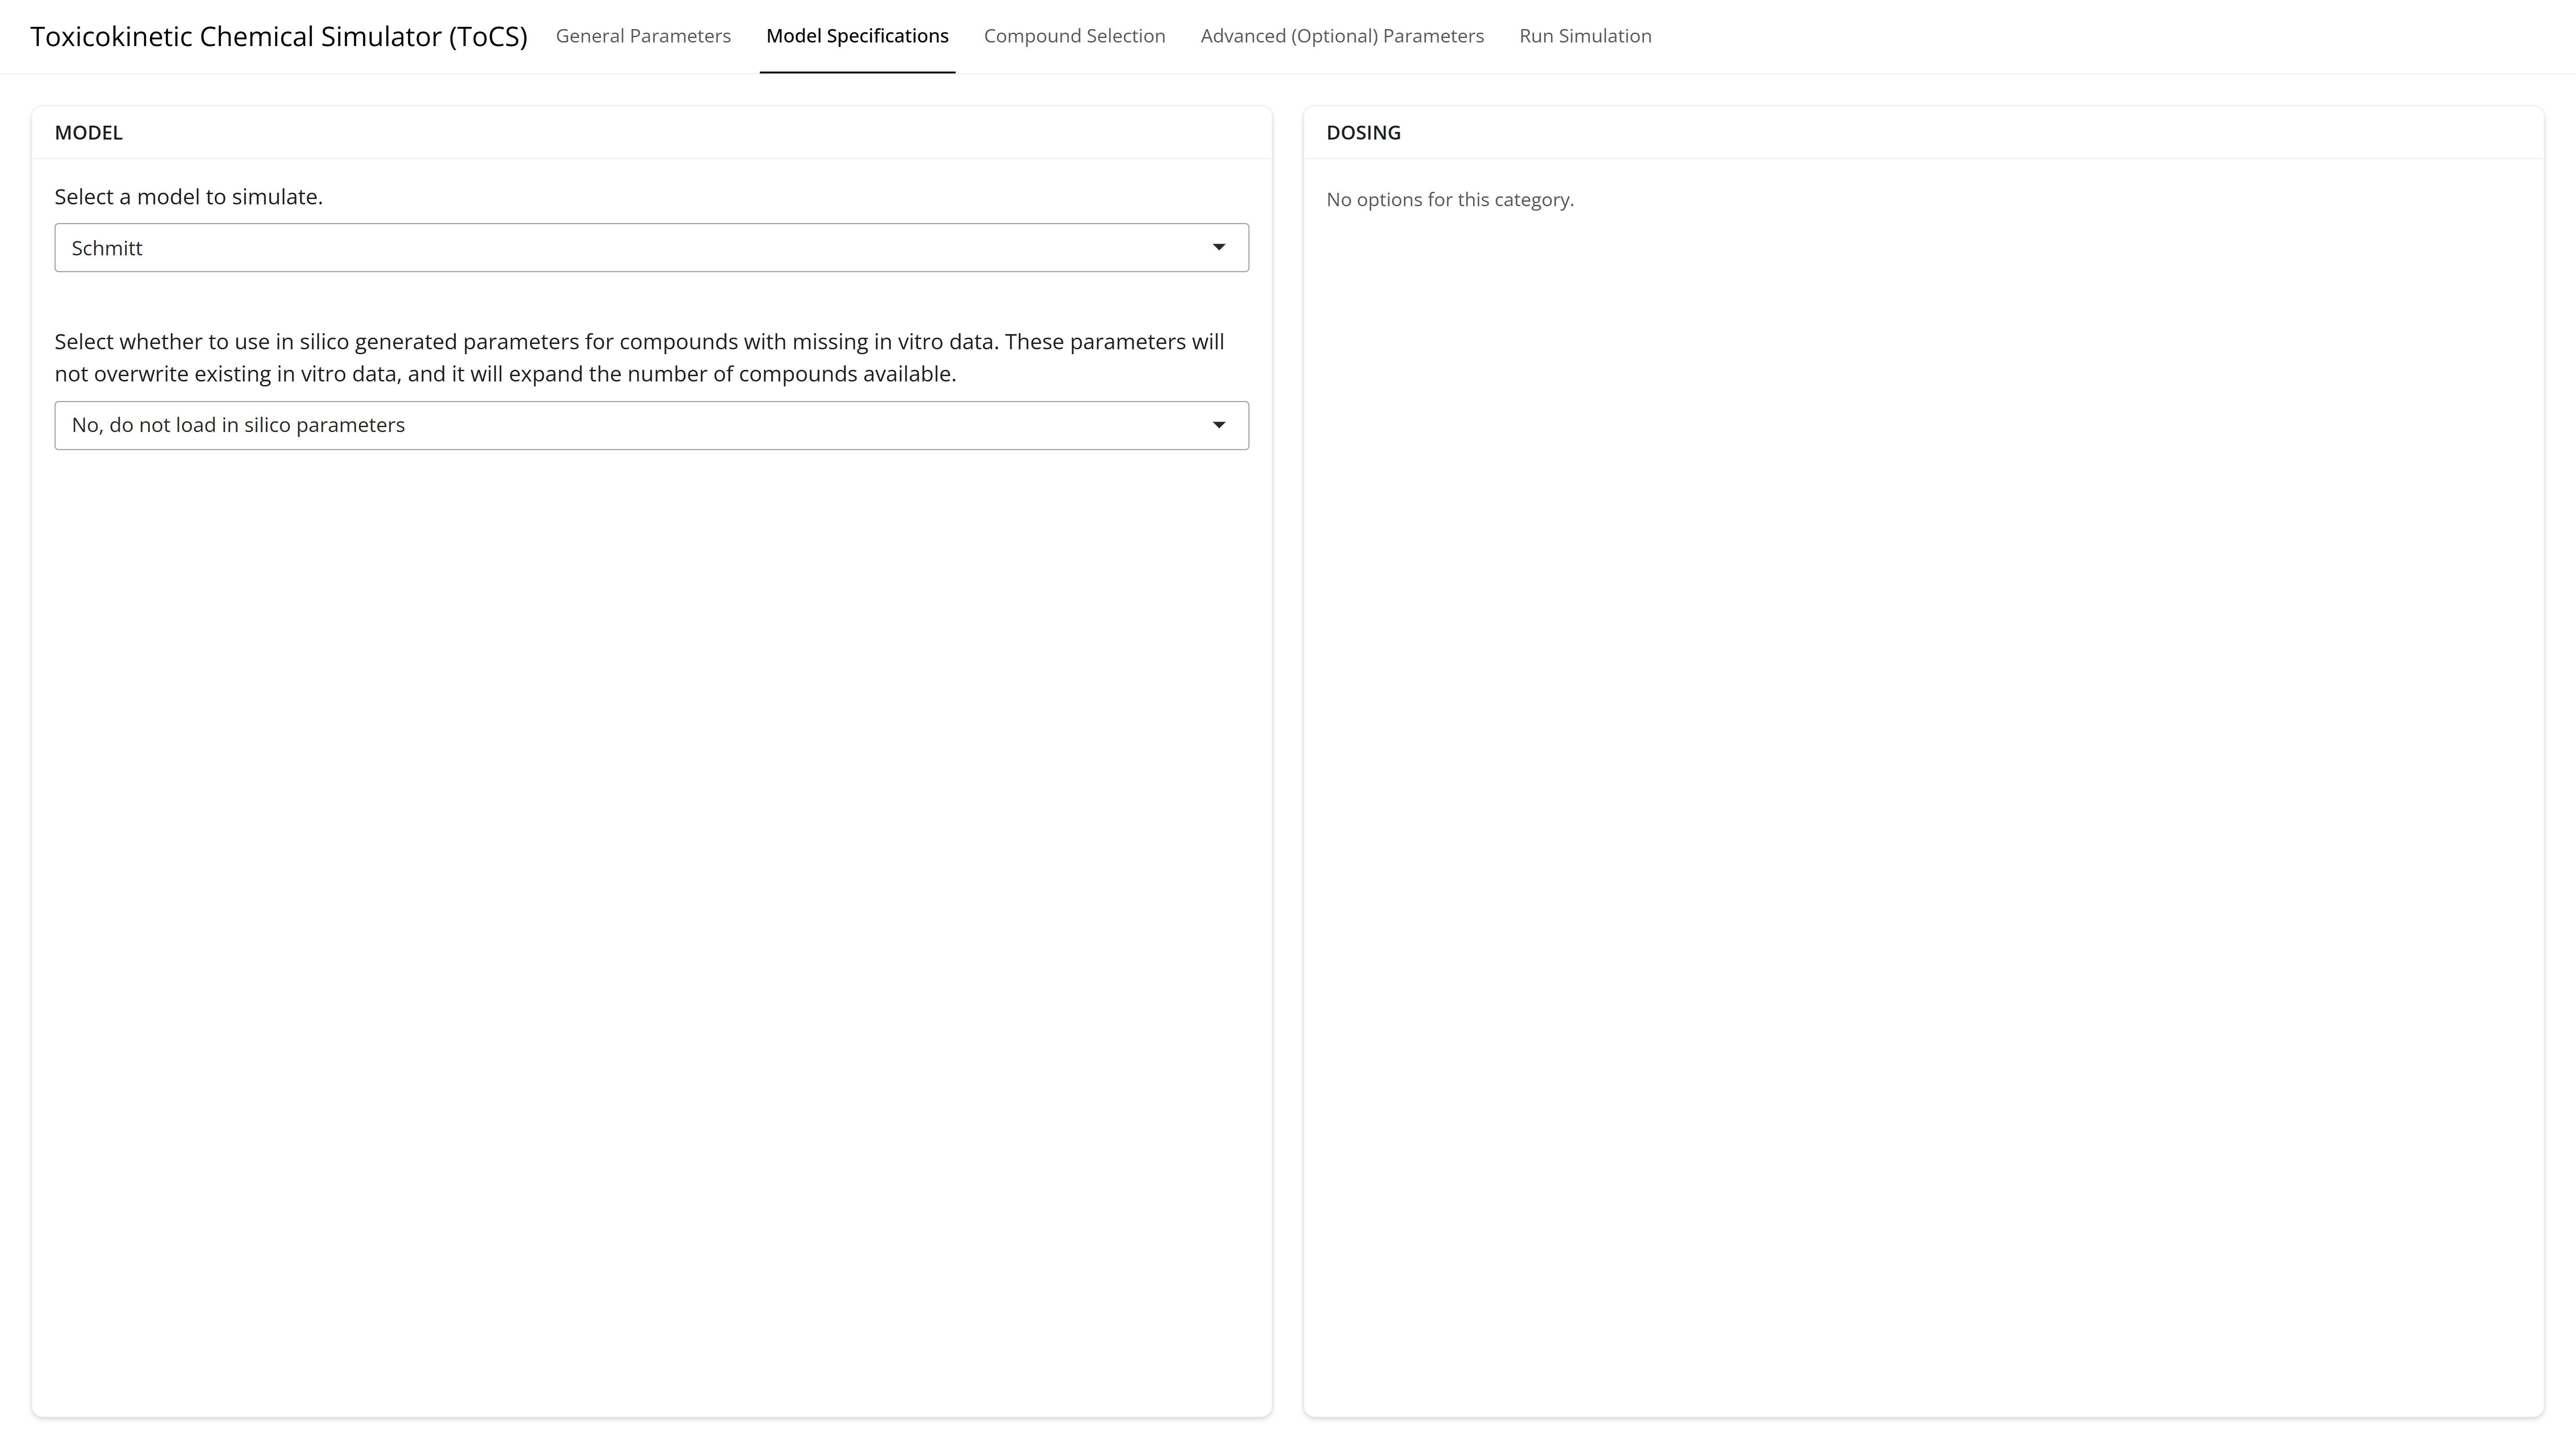 Toxicokinetic Chemical Simulator (ToCS)
General Parameters
Model Specifications
Compound Selection
Advanced (Optional) Parameters
Run Simulation
MODEL
Select a model to simulate.
Schmitt
Select whether to use in silico generated parameters for compounds with missing in vitro data. These parameters will
not overwrite existing in vitro data, and it will expand the number of compounds available.
No, do not load in silico parameters
DOSING
No options for this category.